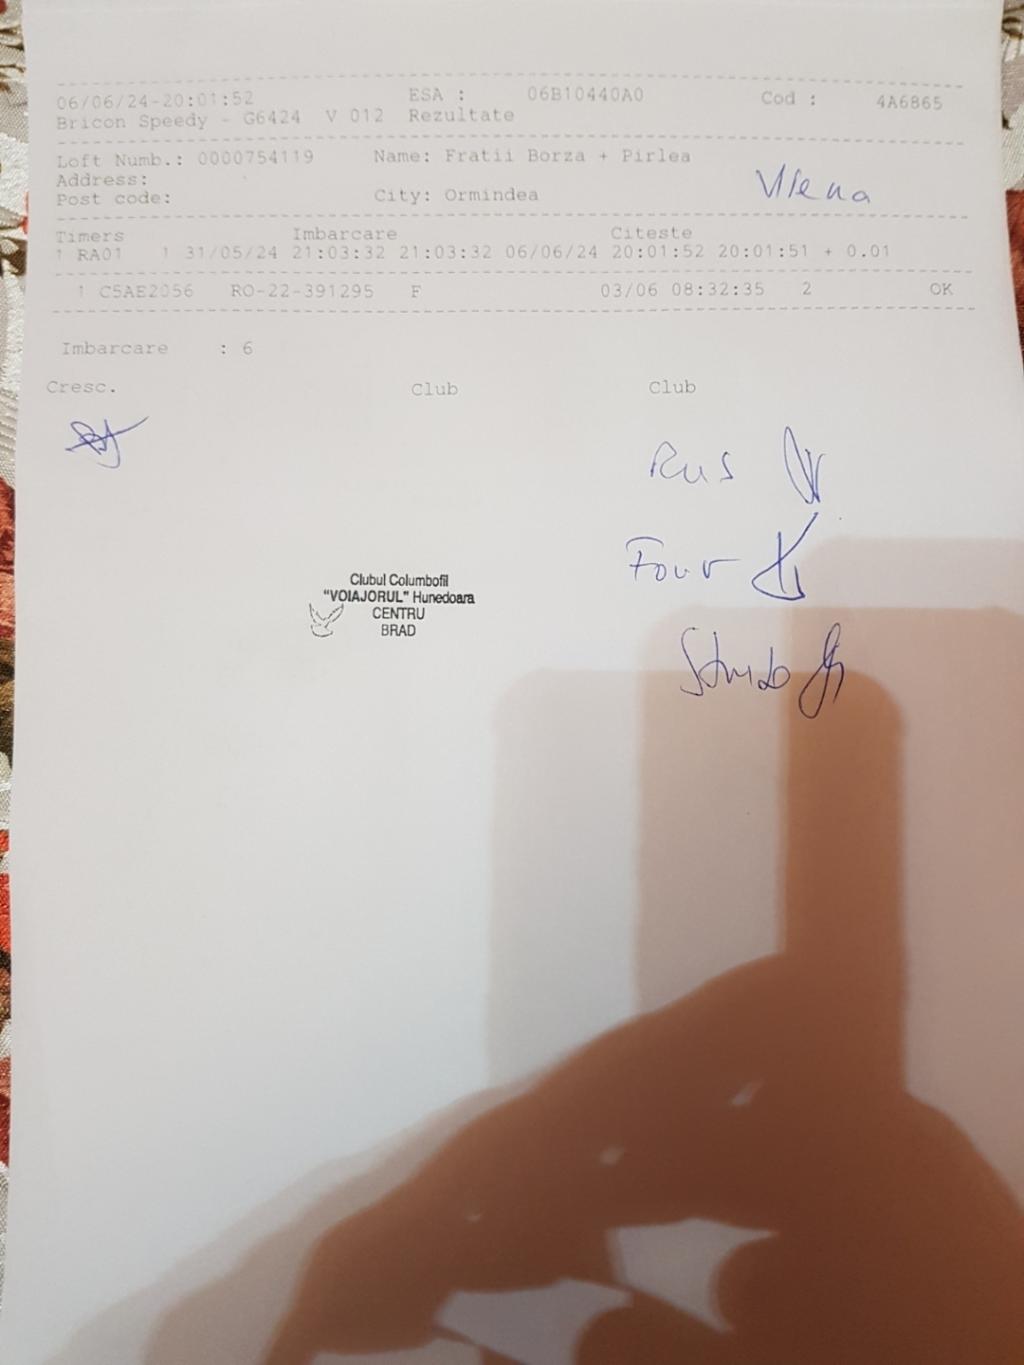 06/06/24-20:01:52 ESA : 06B10440A0 Cod : 4A6865
Bricon Speedy - G6424 V 012 Rezultate
Loft Numb.: 0000754119 Name: Fratii Borza + Pirlea
Address:
Post code: City: Ormindea
Viena
Timers Imbarcare Citeste
1 RA01 1 31/05/24 21:03:32 21:03:32 06/06/24 20:01:52 20:01:51 + 0.01
1 C5AE2056 RO-22-391295 F 03/06 08:32:35 2 OK
Imbarcare : 6
Cresc. Club Club
Rus
Clubul Columbofil
"VOIAJORUL" Hunedoara
CENTRU
BRAD